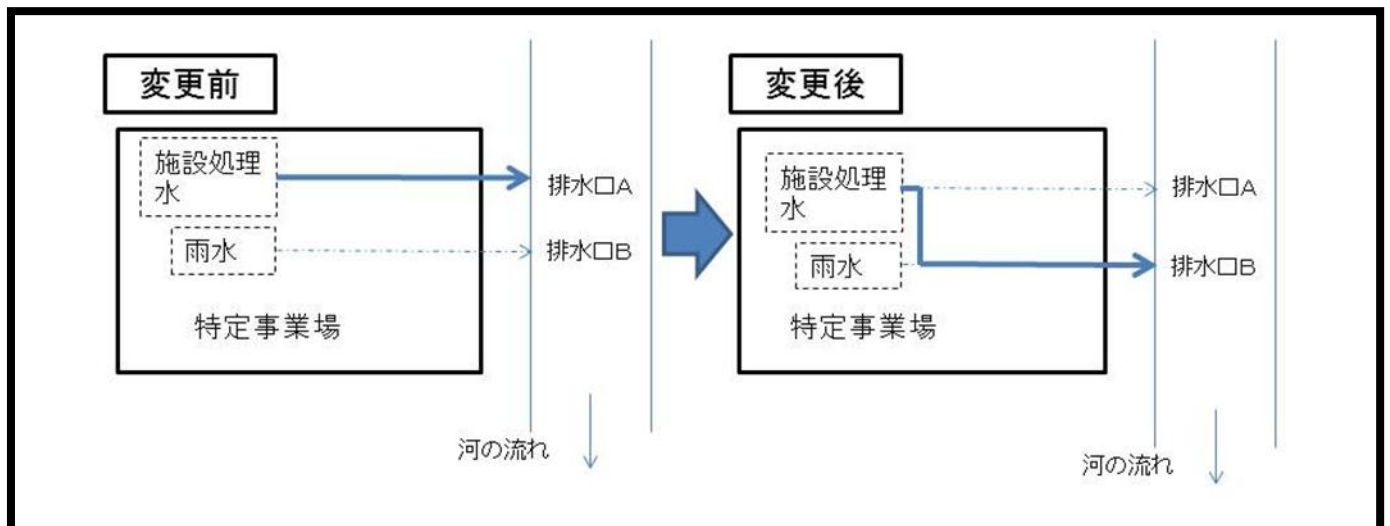 変更前
施設処理
水
雨水
特定事業場
排水口A
排水口B
河の流れ
変更後
施設処理
水
雨水
特定事業場
排水口A
排水口B
河の流れ